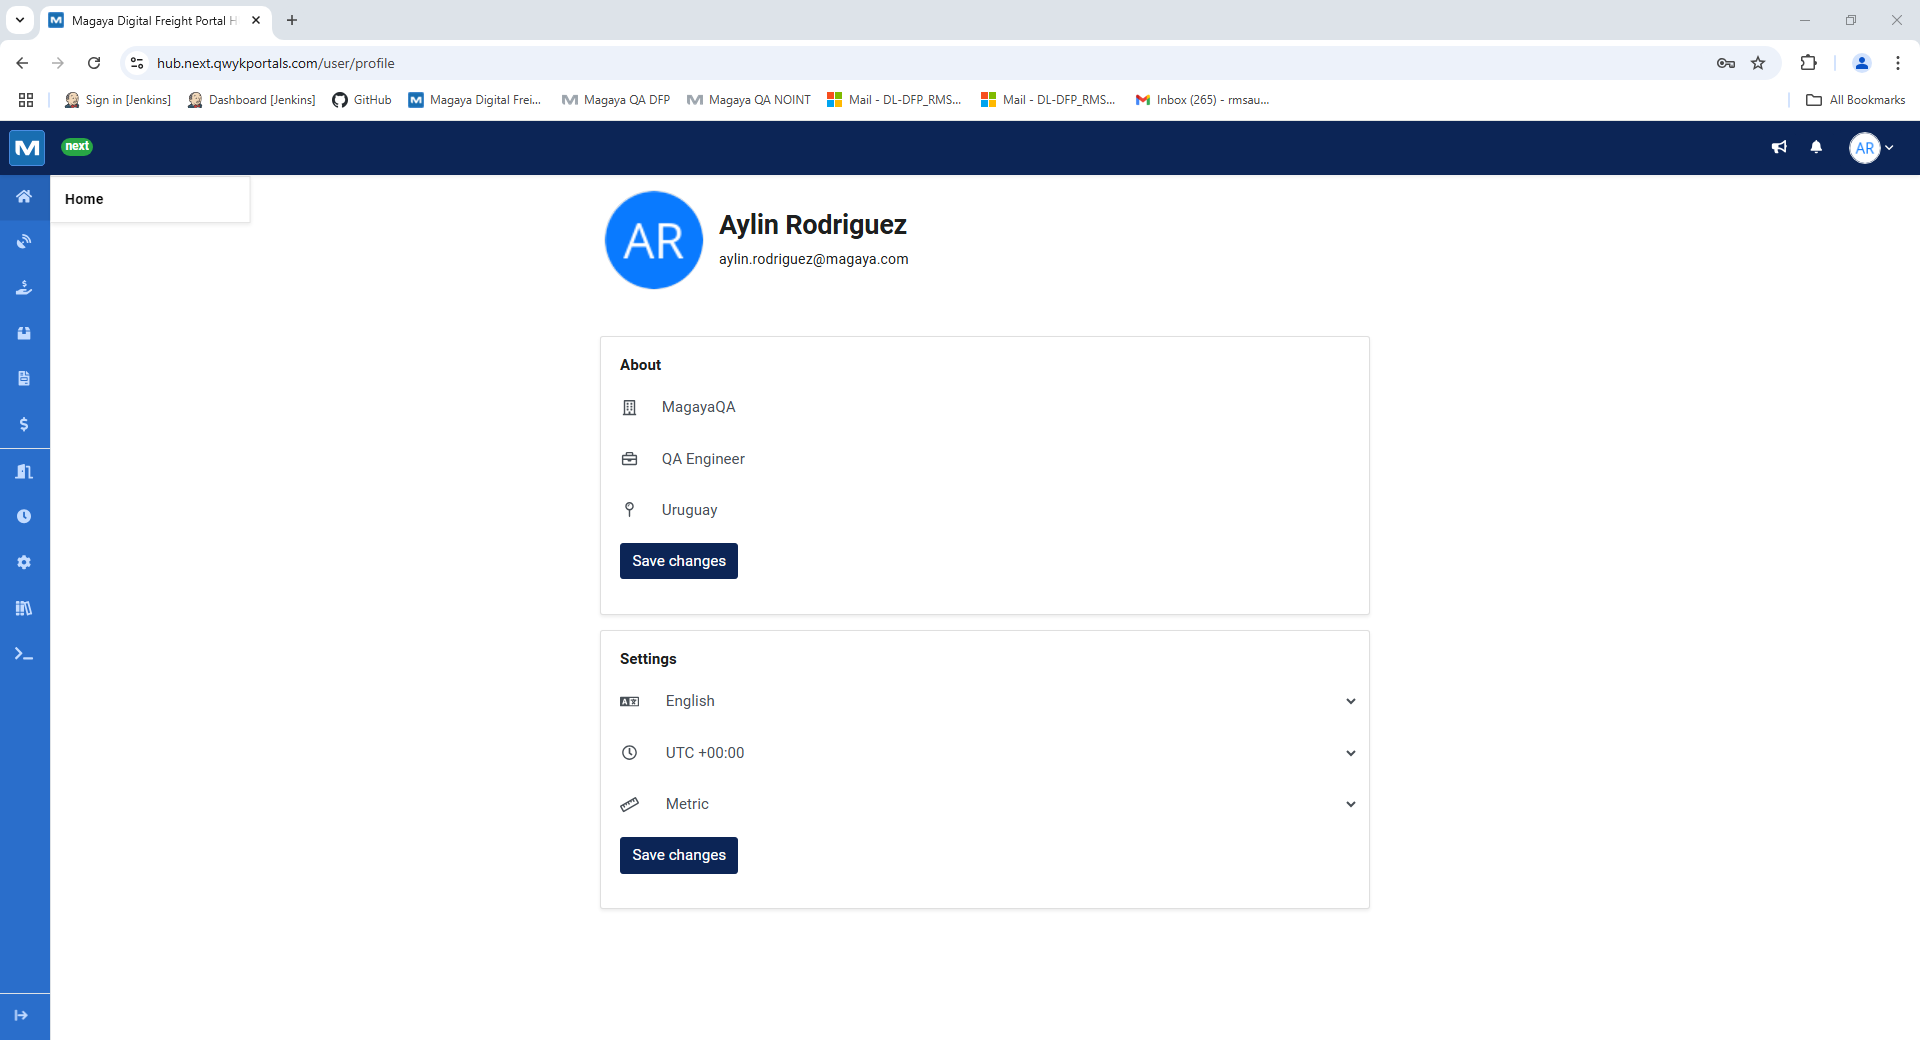 Magaya Digital Freight Portal H
hub.next.qwykportals.com/user/profile
Sign in [Jenkins]
Dashboard [Jenkins]
GitHub
Magaya Digital Frei...
Magaya QA DFP
Magaya QA NOINT
Mail - DL-DFP_RMS...
Mail - DL-DFP_RMS...
Inbox (265) - rmsau...
All Bookmarks
M
next
AR
Home
AR
Aylin Rodriguez
aylin.rodriguez@magaya.com
About
MagayaQA
QA Engineer
Uruguay
Save changes
Settings
English
UTC +00:00
Metric
Save changes